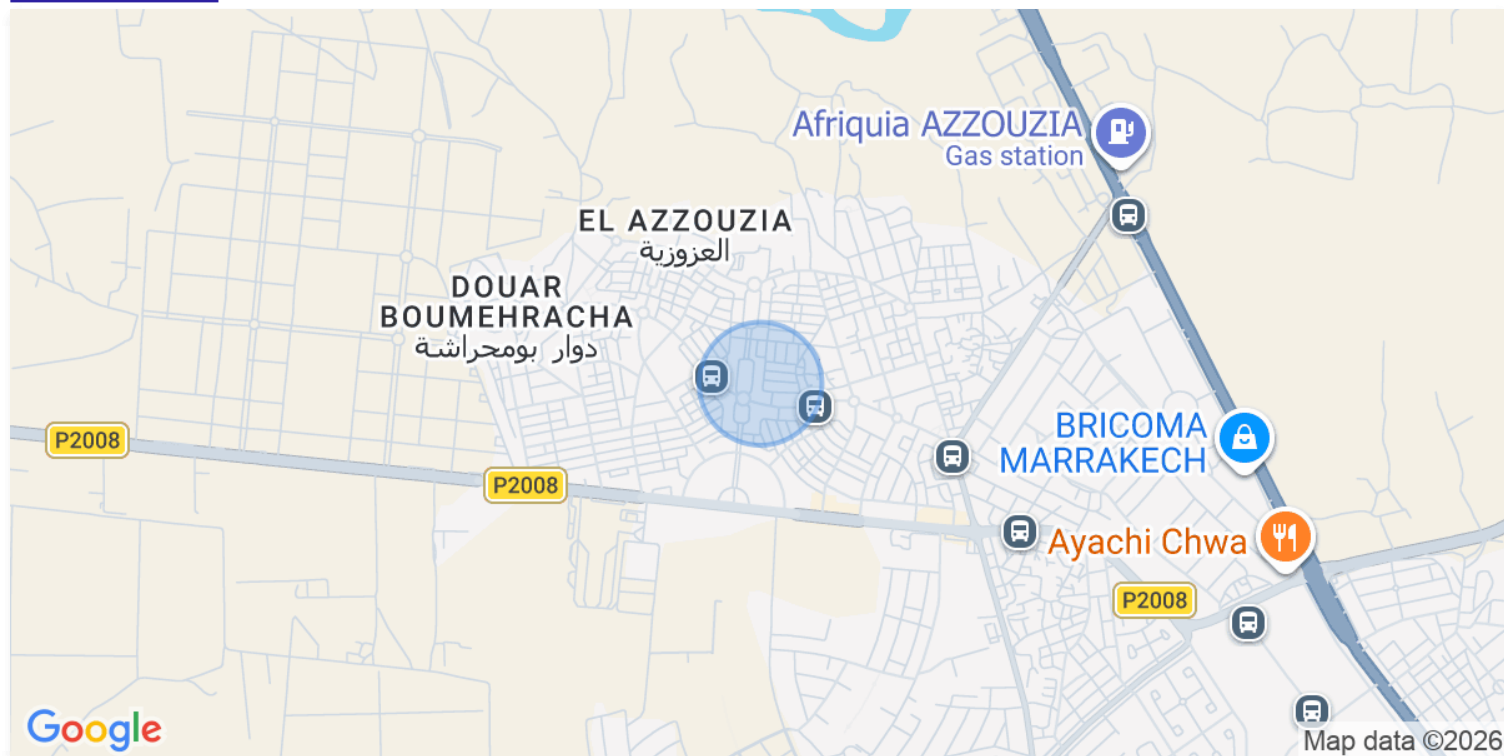 Afriquia AZZOUZIA
Gas station
EL AZZOUZIA
العزوزية
DOUAR
BOUMEHRACHA
دوار بومحراشة
BRICOMA
MARRAKECH
P2008
P2008
Ayachi Chwa
P2008
Google
Map data ©2026